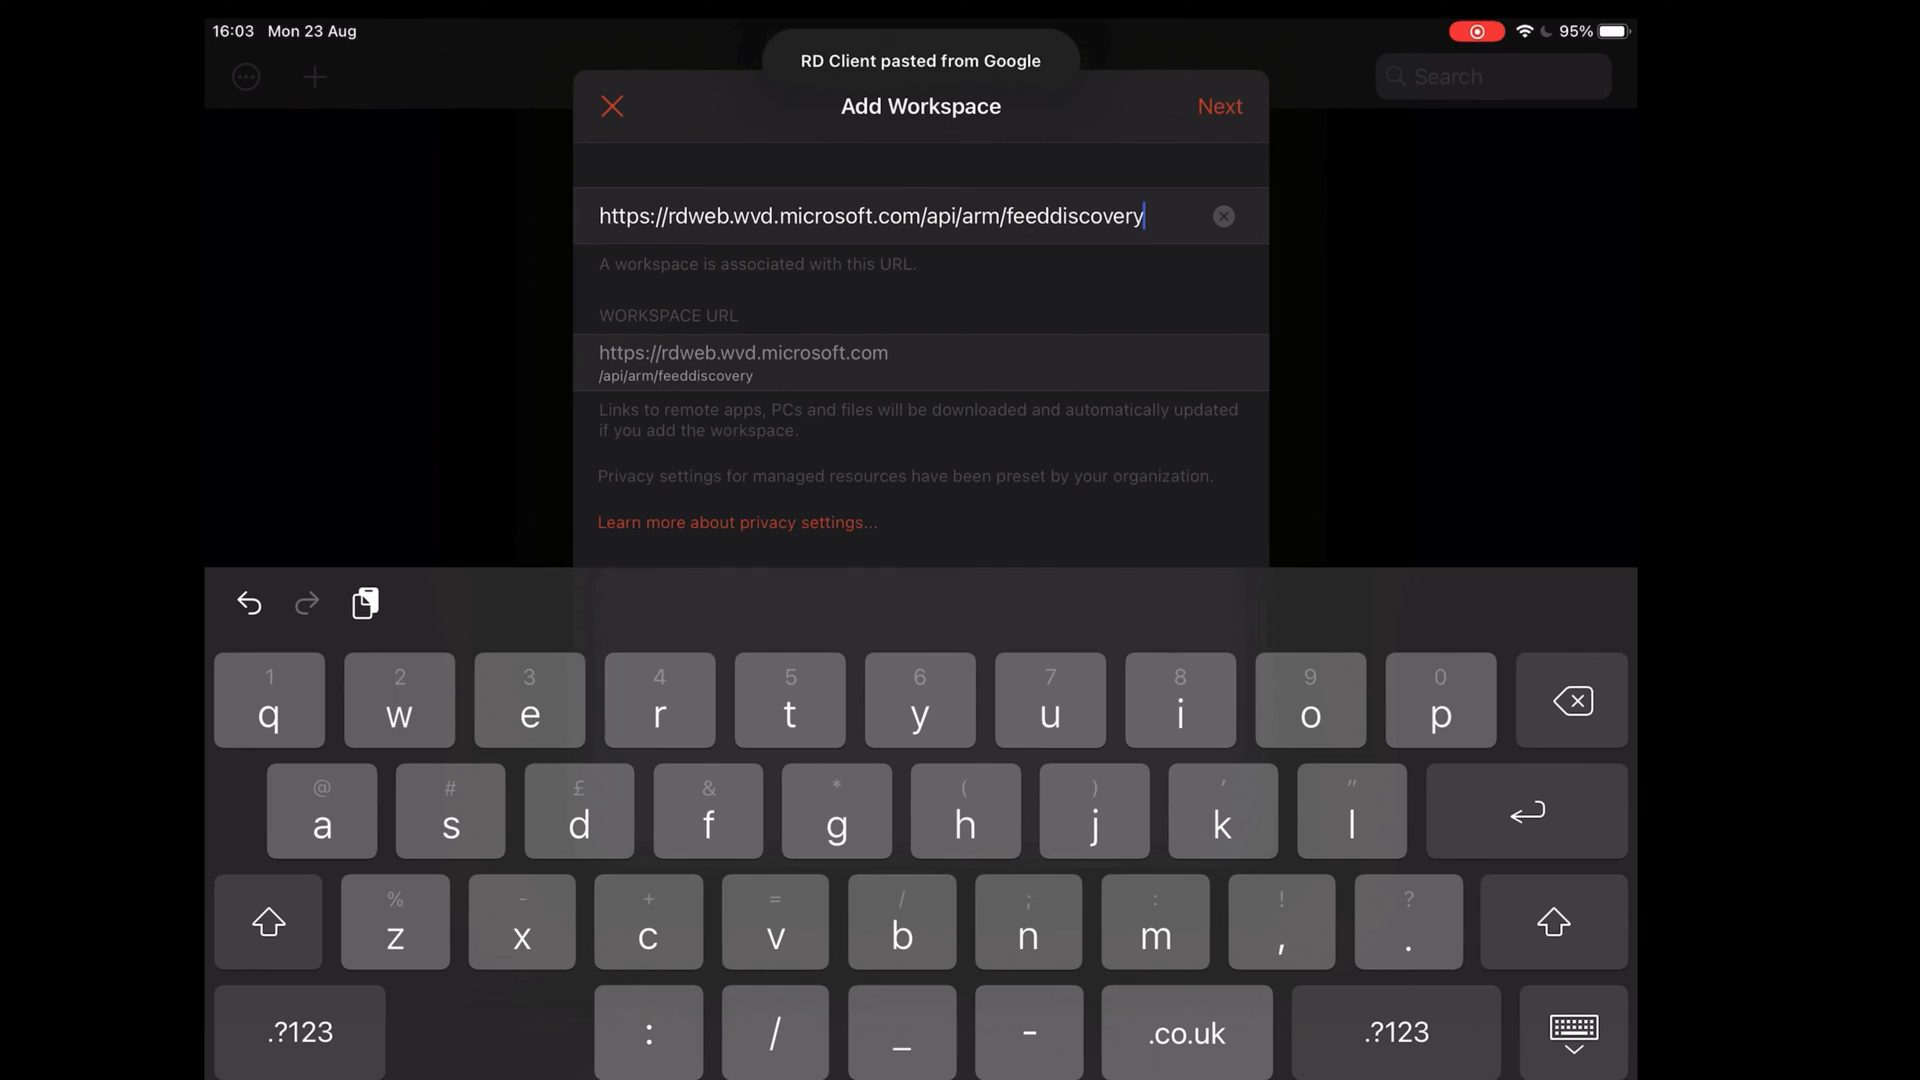 16:03 Mon 23 Aug
95%
RD Client pasted from Google
Search
Add Workspace
Next
https://rdweb.wvd.microsoft.com/api/arm/feeddiscovery
A workspace is associated with this URL.
WORKSPACE URL
https://rdweb.wvd.microsoft.com
/api/arm/feeddiscovery
Links to remote apps, PCs and files will be downloaded and automatically updated
if you add the workspace.
Privacy settings for managed resources have been preset by your organization.
Learn more about privacy settings...
1 2 3 4 5 6 7 8 9 0
q w e r t y u i o p
@ # £ & * ( ) ' "
a s d f g h j k l
% - + = / ; : ! ?
z x c v b n m , .
.?123 : / _ - .co.uk .?123